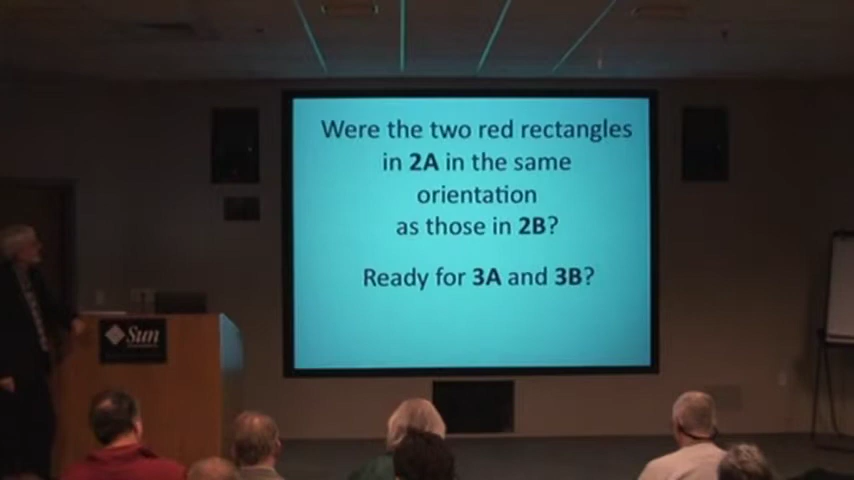 Were the two red rectangles
in 2A in the same
orientation
as those in 2B?
Ready for 3A and 3B?
Sun